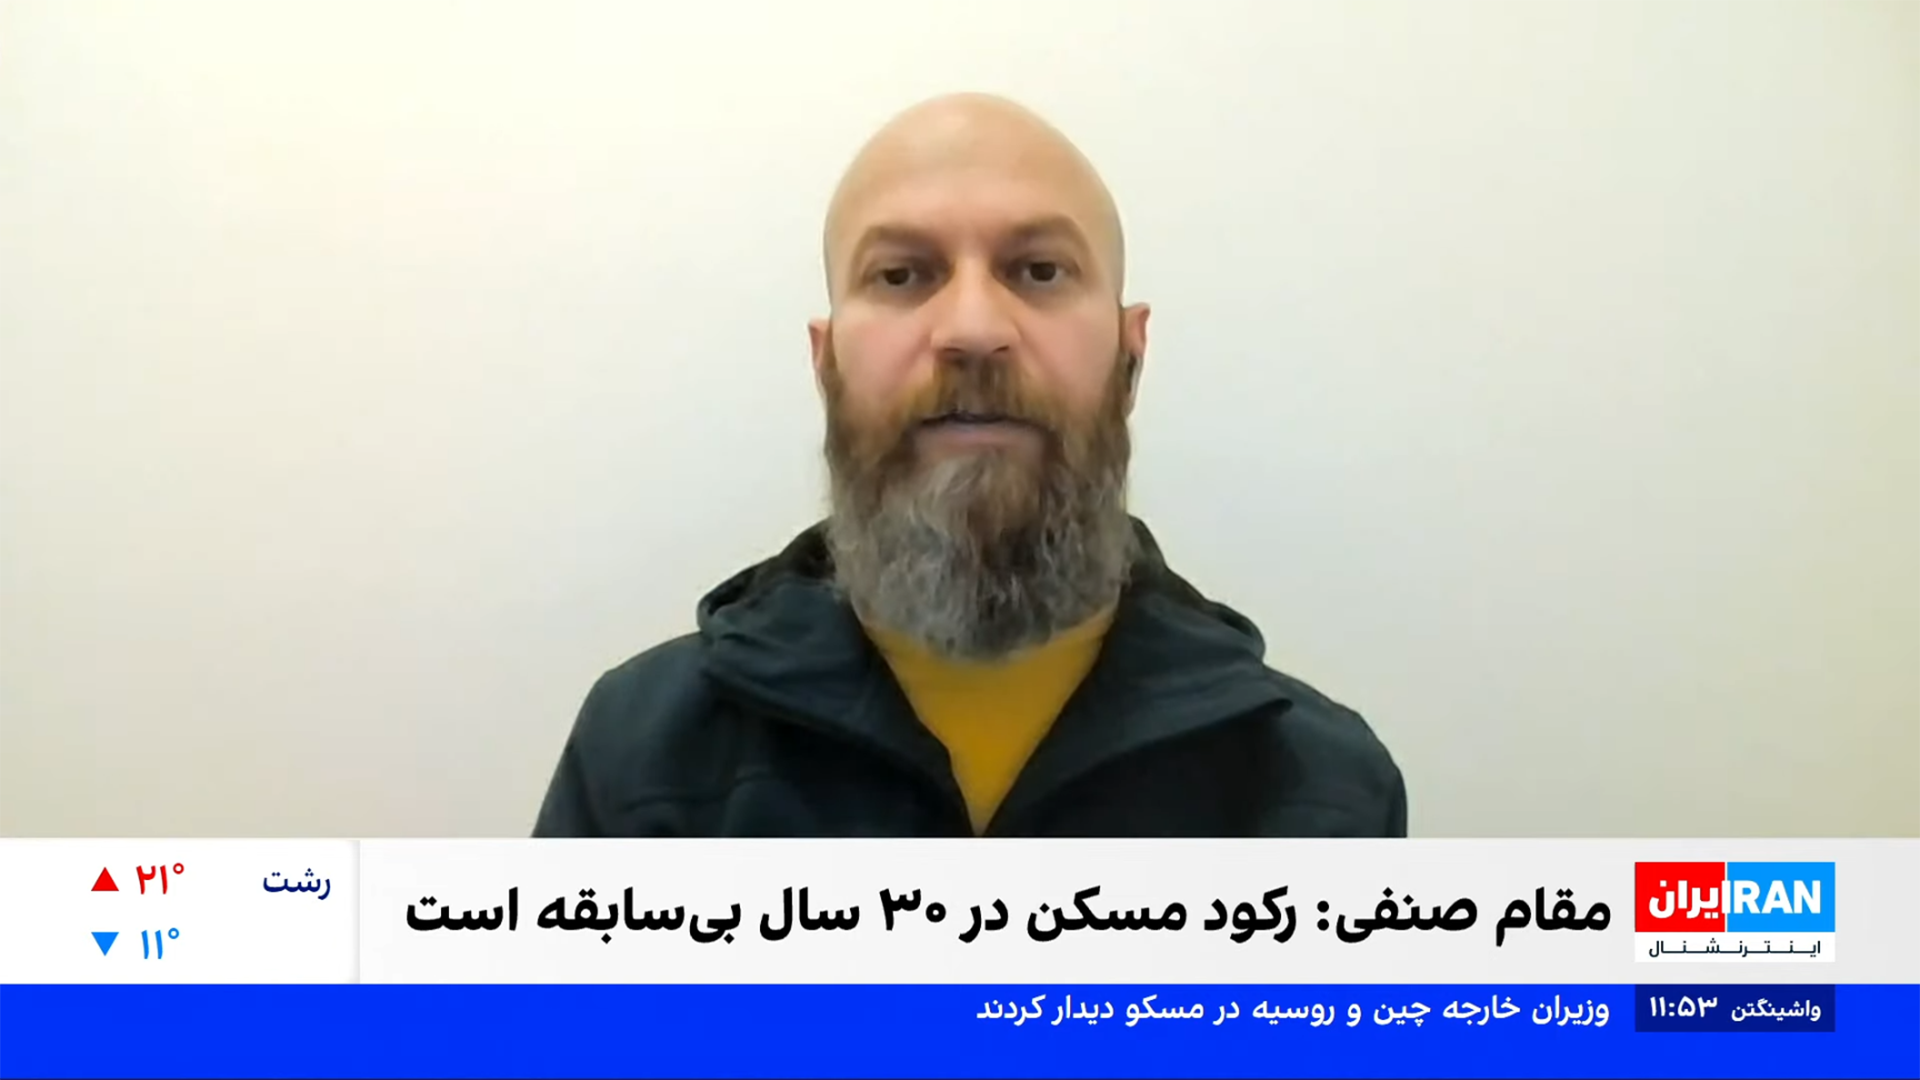 مقام صنفی: رکود مسکن در ۳۰ سال بی‌سابقه است
ایران IRAN
اینترنشنال
رشت ۲۱°
۱۱°
واشینگتن ۱۱:۵۳
وزیران خارجه چین و روسیه در مسکو دیدار کردند